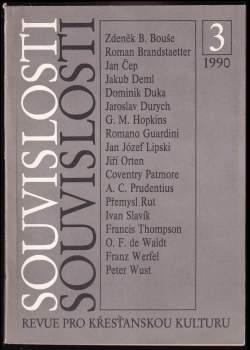 SOUVISLOSTI
SOUVISLOSTI
3
1990
Zdeněk B. Bouše
Roman Brandstaetter
Jan Čep
Jakub Deml
Dominik Duka
Jaroslav Durych
G. M. Hopkins
Romano Guardini
Jan Józef Lipski
Jiří Orten
Coventry Patmore
A. C. Prudentius
Přemysl Rut
Ivan Slavík
Francis Thompson
O. F. de Waldt
Franz Werfel
Peter Wust
REVUE PRO KŘESŤANSKOU KULTURU